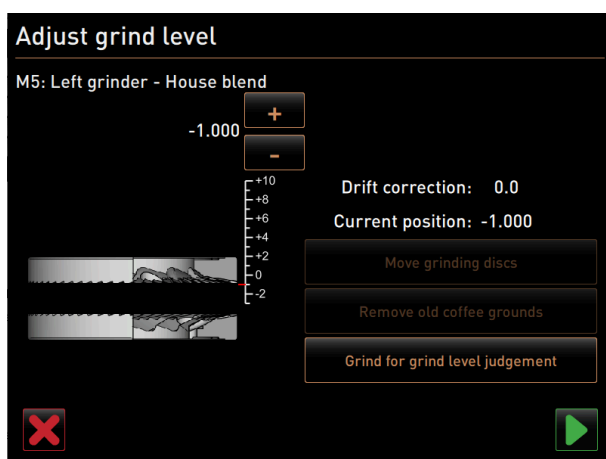 Adjust grind level
M5: Left grinder - House blend
+
-1.000
-
+10
+8
+6
+4
+2
0
-2
Drift correction: 0.0
Current position: -1.000
Move grinding discs
Remove old coffee grounds
Grind for grind level judgement